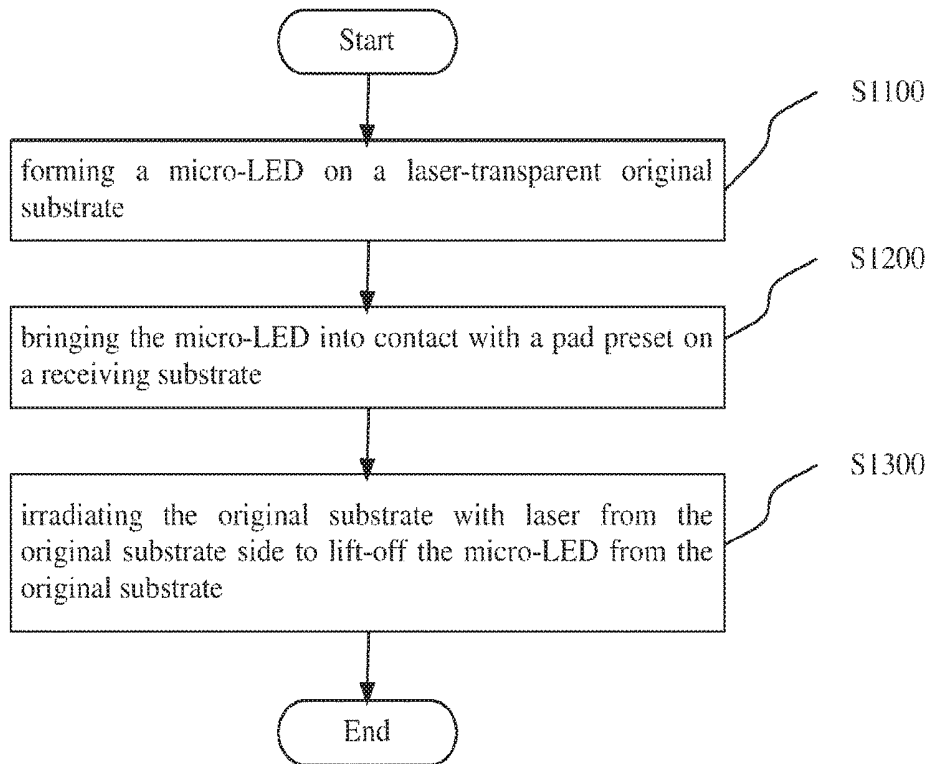 Start
S1100
forming a micro-LED on a laser-transparent original
substrate
S1200
bringing the micro-LED into contact with a pad preset on
a receiving substrate
S1300
irradiating the original substrate with laser from the
original substrate side to lift-off the micro-LED from the
original substrate
End